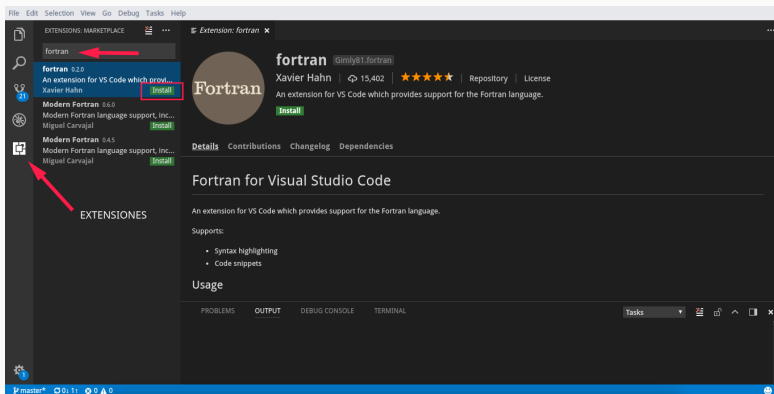 File Edit Selection View Go Debug Tasks Help
EXTENSIONS: MARKETPLACE
fortran
fortran 0.2.0
An extension for VS Code which provi...
Xavier Hahn Install
Modern Fortran 0.6.0
Modern Fortran language support, inc...
Miguel Carvajal Install
Modern Fortran 0.4.5
Modern Fortran language support, inc...
Miguel Carvajal Install
EXTENSIONES
21
1
Extension: fortran
Fortran
fortran Gimly81.fortran
Xavier Hahn 15,402 Repository License
An extension for VS Code which provides support for the Fortran language.
Install
Details Contributions Changelog Dependencies
Fortran for Visual Studio Code
An extension for VS Code which provides support for the Fortran language.
Supports:
• Syntax highlighting
• Code snippets
Usage
PROBLEMS OUTPUT DEBUG CONSOLE TERMINAL Tasks
master* 0↓ 1↑ 0 0